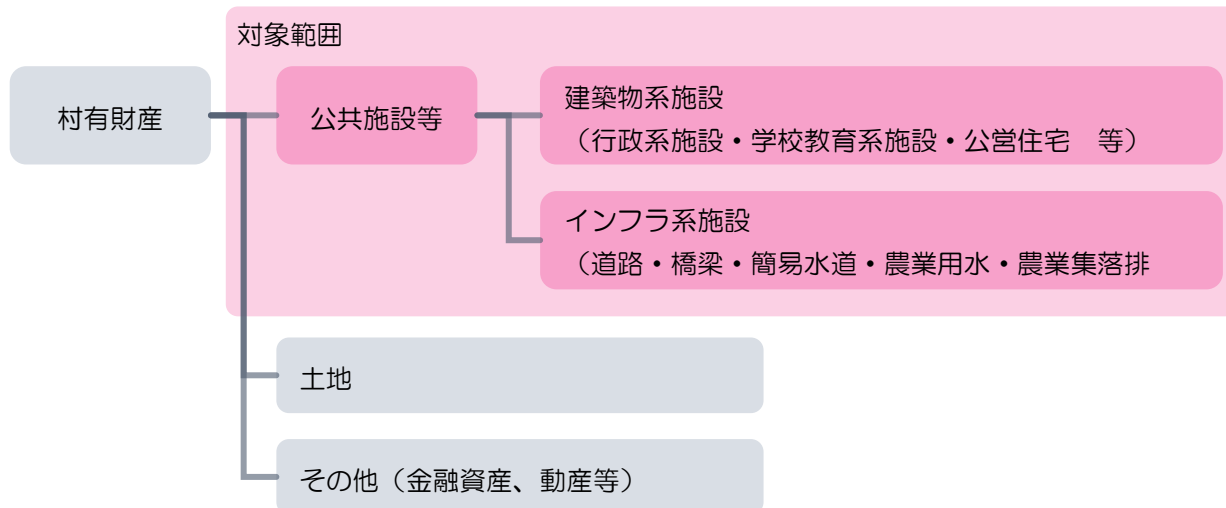 対象範囲
村有財産
公共施設等
建築物系施設
（行政系施設・学校教育系施設・公営住宅　等）
インフラ系施設
（道路・橋梁・簡易水道・農業用水・農業集落排
土地
その他（金融資産、動産等）